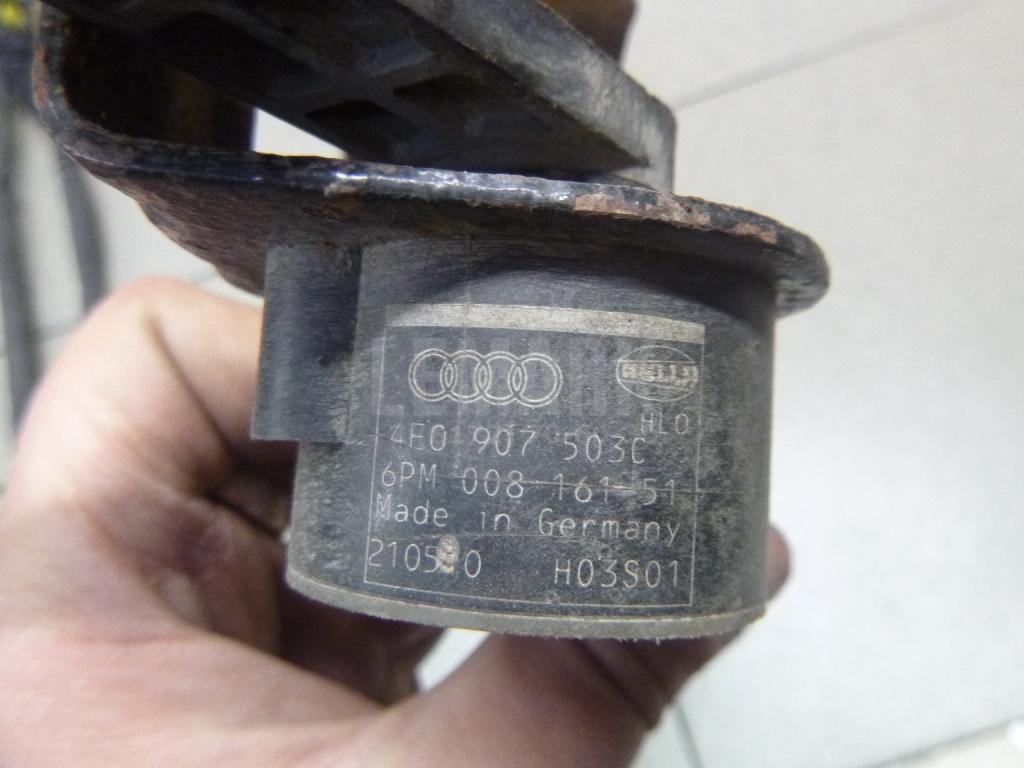 HELLA
HLO
4E0 907 503C
6PM 008 161-51
Made in Germany
H03S01